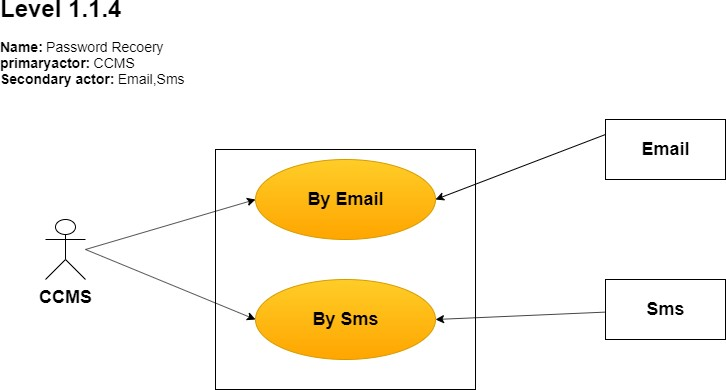 Level 1.1.4
Name: Password Recoery
primaryactor: CCMS
Secondary actor: Email,Sms
Email
By Email
CCMS
By Sms
Sms